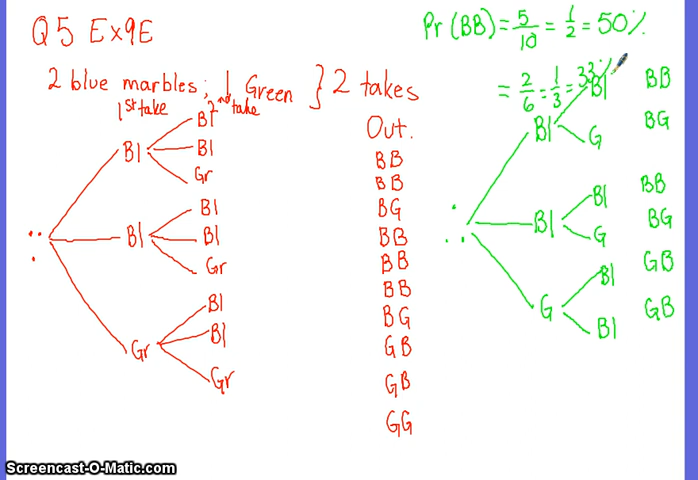 Q5 Ex9E
Pr (BB) = 5/10 = 1/2 = 50%
= 2/6 = 1/3 = 33%
2 blue marbles; 1 Green } 2 takes
1st take 2nd take
Out.
Bl
Bl
Bl
Gr
Bl
Bl
Bl
Gr
Gr
Bl
Bl
Gr
BB
BB
BG
BB
BB
BB
BG
GB
GB
GG
Bl
Bl
G
Bl
Bl
G
G
Bl
Bl
BB
BG
BB
BG
GB
GB
Screencast-O-Matic.com